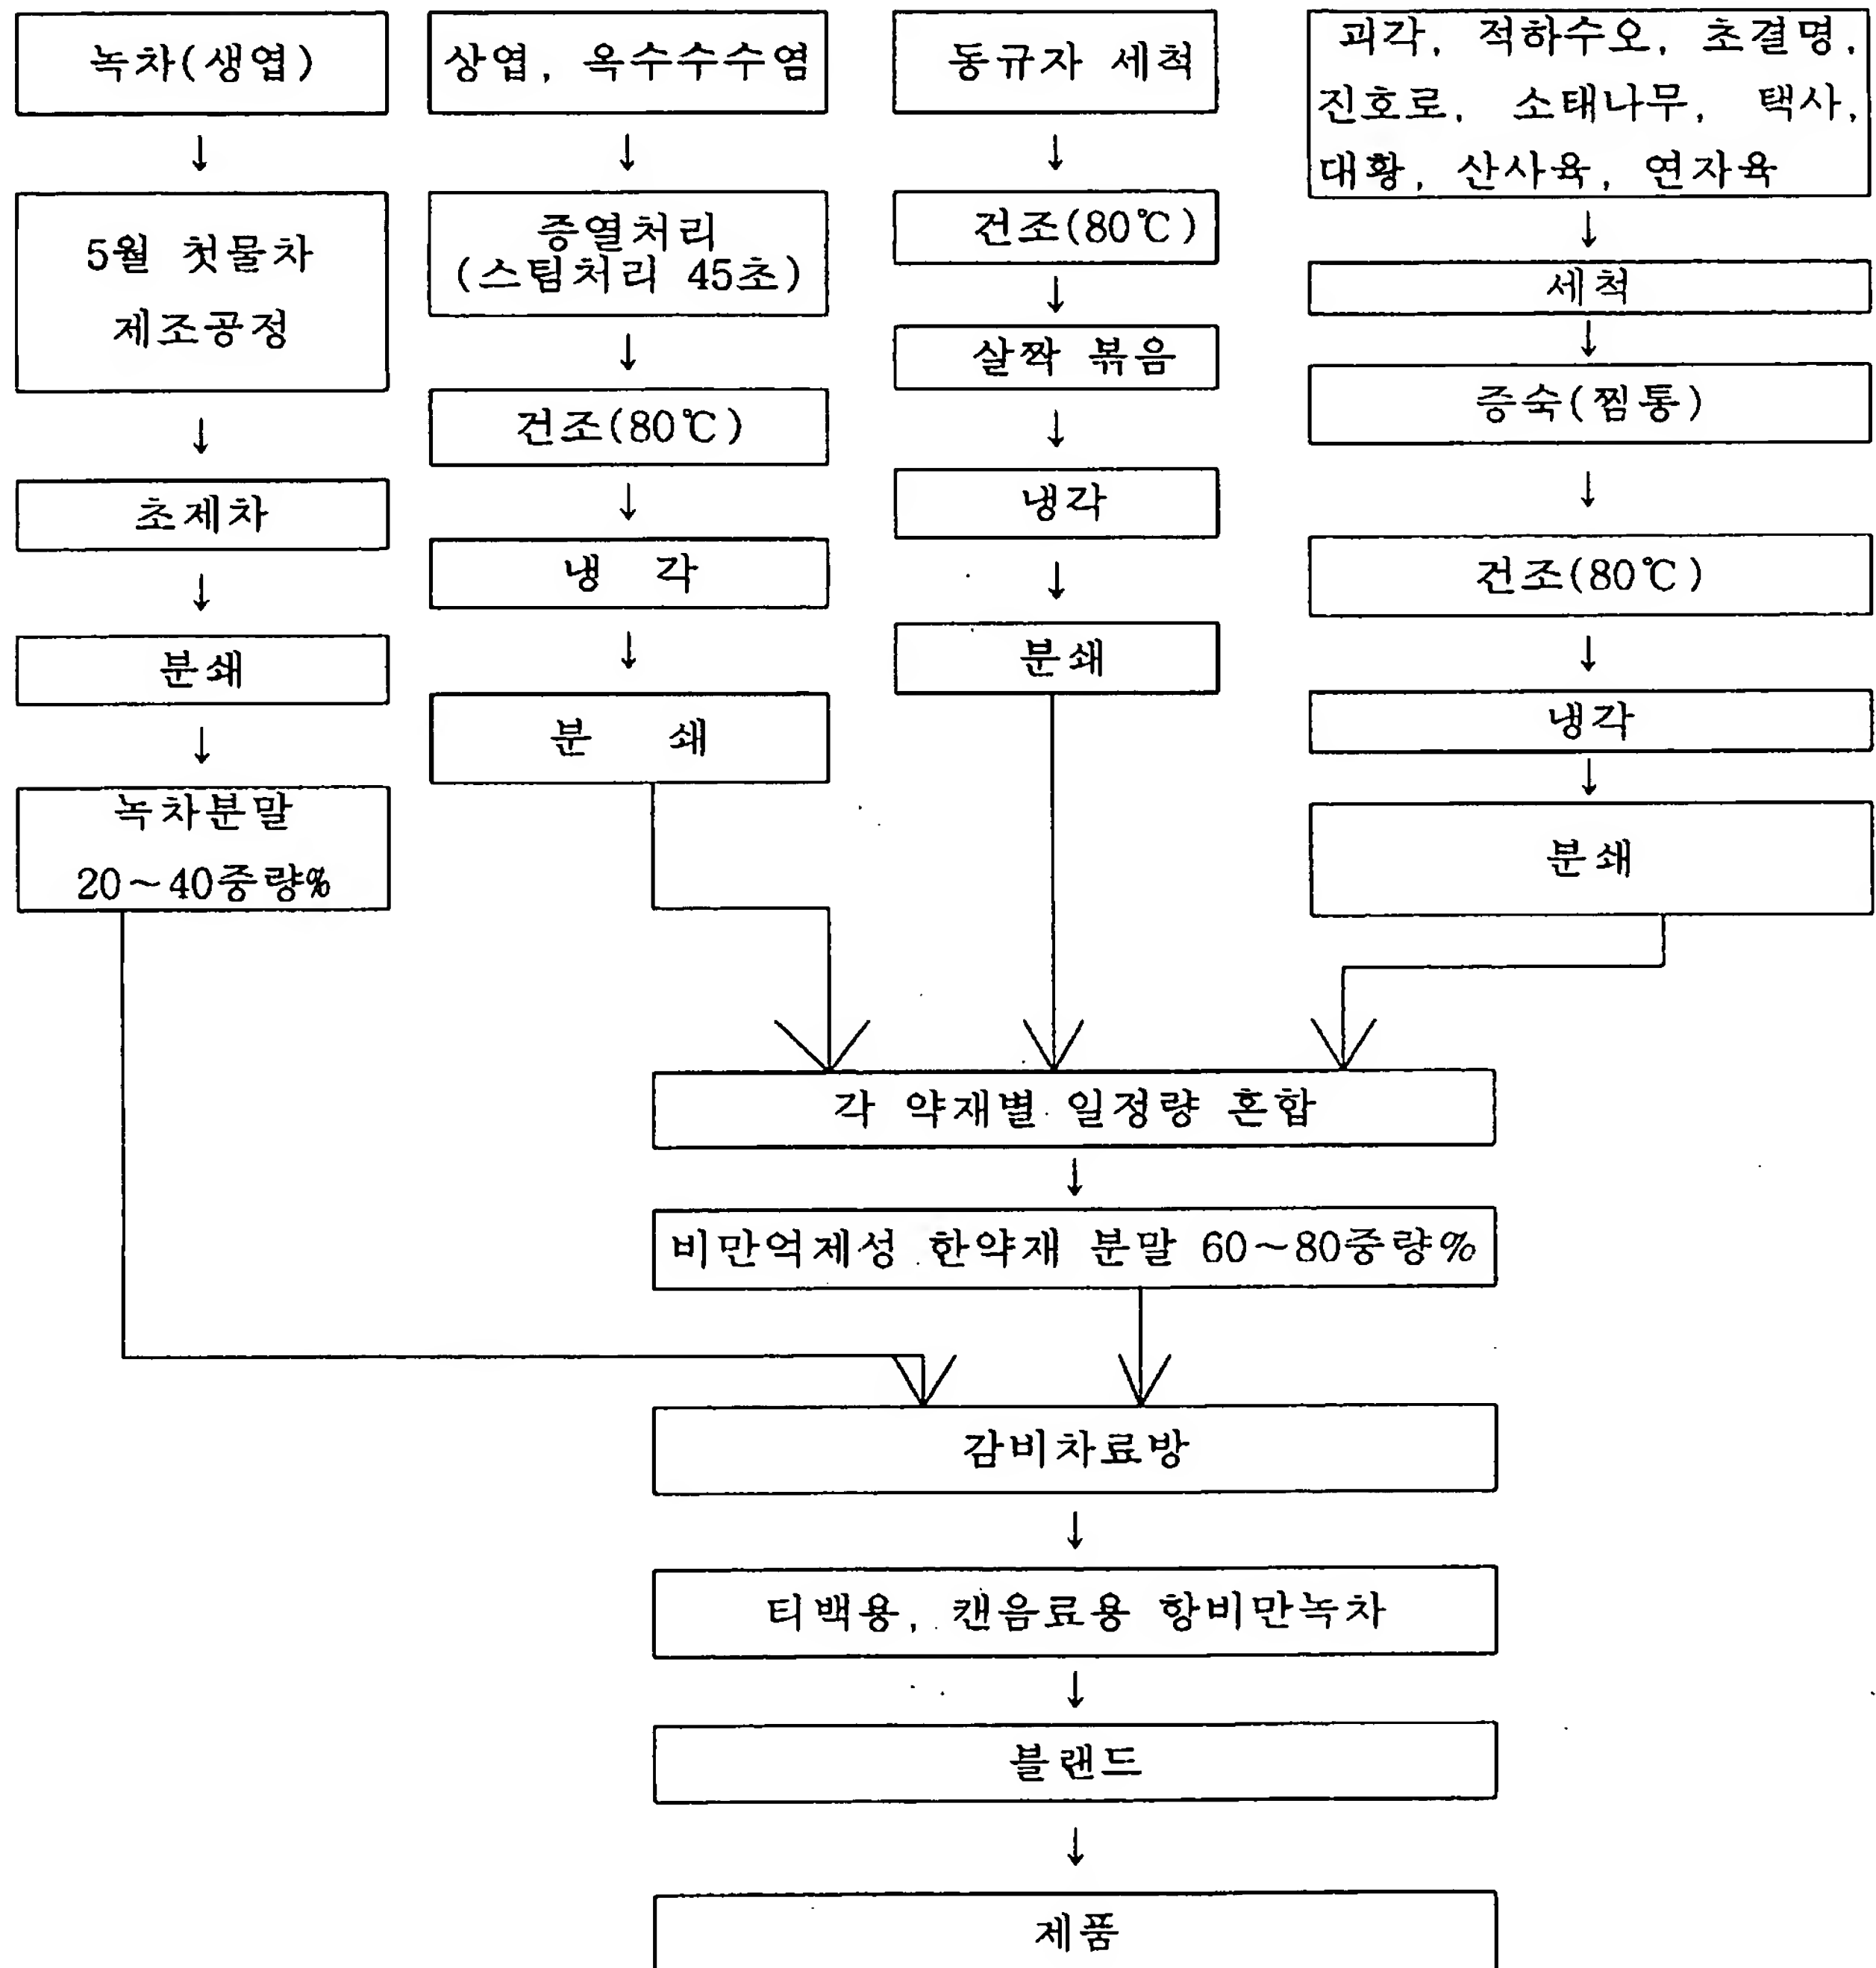 녹차(생엽)
↓
5월 첫물차
제조공정
↓
초제차
↓
분쇄
↓
녹차분말
20~40중량%
상엽, 옥수수수염
↓
증열처리
(스팀처리 45초)
↓
건조(80℃)
↓
냉 각
↓
분 쇄
동규자 세척
↓
건조(80℃)
↓
살짝 볶음
↓
냉각
↓
분쇄
괴각, 적하수오, 초결명,
진호로, 소태나무, 택사,
대황, 산사육, 연자육
↓
세척
↓
증숙(찜통)
↓
건조(80℃)
↓
냉각
↓
분쇄
각 약재별 일정량 혼합
↓
비만억제성 한약재 분말 60~80중량%
감비차료방
↓
티백용, 캔음료용 항비만녹차
↓
블랜드
↓
제품